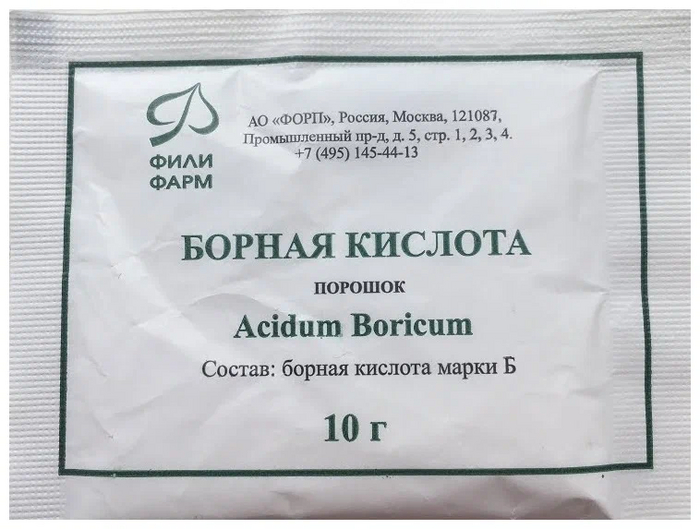 ФИЛИ
ФАРМ
АО «ФОРП», Россия, Москва, 121087,
Промышленный пр-д, д. 5, стр. 1, 2, 3, 4.
+7 (495) 145-44-13
БОРНАЯ КИСЛОТА
ПОРОШОК
Acidum Boricum
Состав: борная кислота марки Б
10 г